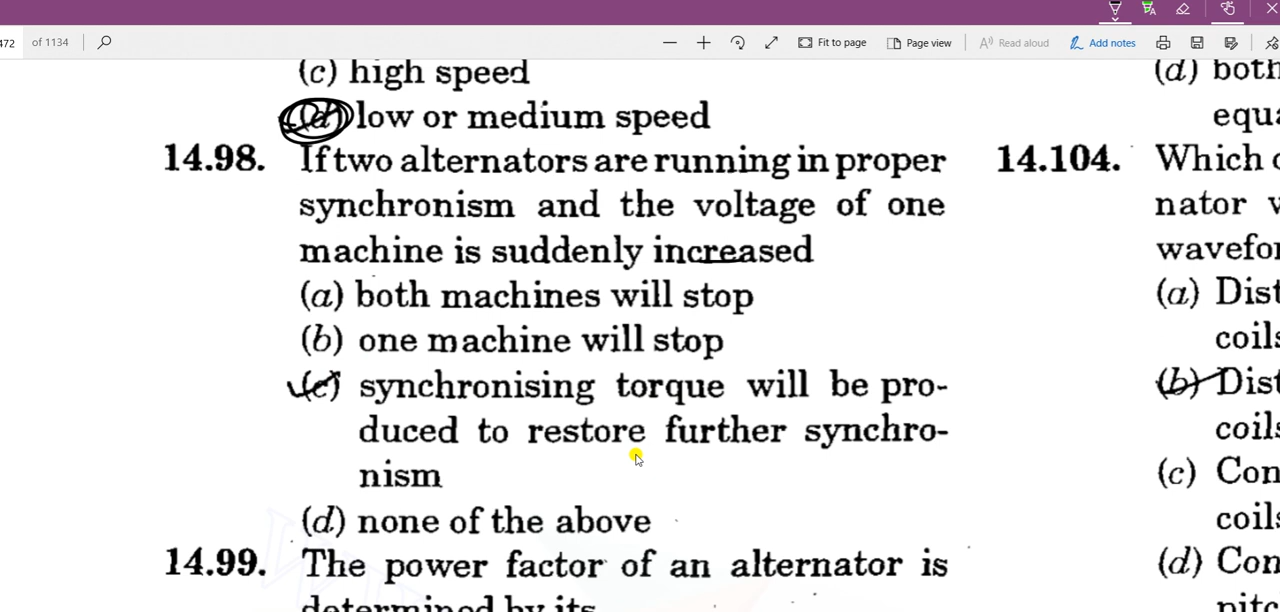 472 of 1134
Fit to page
Page view
Read aloud
Add notes
(c) high speed
(d) low or medium speed
14.98. If two alternators are running in proper
synchronism and the voltage of one
machine is suddenly increased
(a) both machines will stop
(b) one machine will stop
(c) synchronising torque will be pro-
duced to restore further synchro-
nism
(d) none of the above
14.99. The power factor of an alternator is
determined by its
(d) both
equa
14.104. Which
nator
wavefor
(a) Dist
coils
(b) Dist
coils
(c) Con
coils
(d) Con
pitc